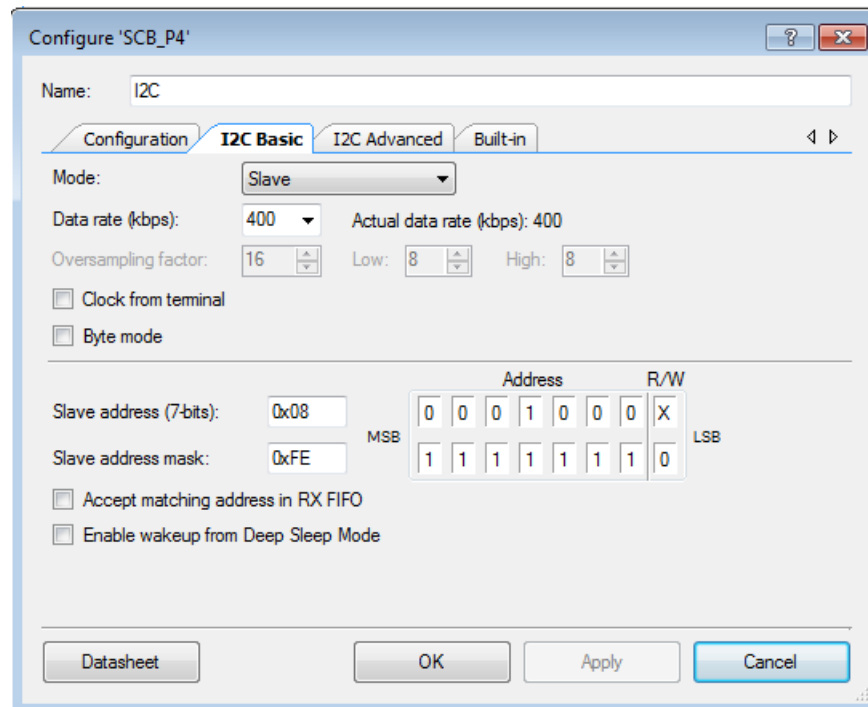 Configure 'SCB_P4'
Name: I2C
Configuration I2C Basic I2C Advanced Built-in
Mode: Slave
Data rate (kbps): 400 Actual data rate (kbps): 400
Oversampling factor: 16 Low: 8 High: 8
Clock from terminal
Byte mode
Address R/W
Slave address (7-bits): 0x08 0 0 0 1 0 0 0 X
MSB LSB
Slave address mask: 0xFE 1 1 1 1 1 1 1 0
Accept matching address in RX FIFO
Enable wakeup from Deep Sleep Mode
Datasheet OK Apply Cancel